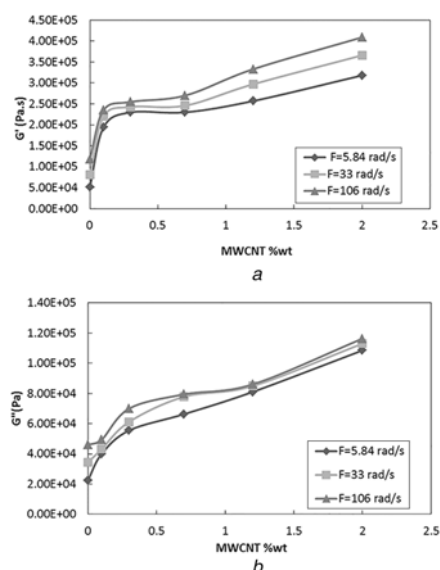 4.50E+05
4.00E+05
3.50E+05
3.00E+05
2.50E+05
2.00E+05
1.50E+05
1.00E+05
5.00E+04
0.00E+00
G' (Pa.s)
F=5.84 rad/s
F=33 rad/s
F=106 rad/s
0 0.5 1 1.5 2 2.5
MWCNT %wt
a
1.40E+05
1.20E+05
1.00E+05
8.00E+04
6.00E+04
4.00E+04
2.00E+04
0.00E+00
G"(Pa)
F=5.84 rad/s
F=33 rad/s
F=106 rad/s
0 0.5 1 1.5 2 2.5
MWCNT %wt
b